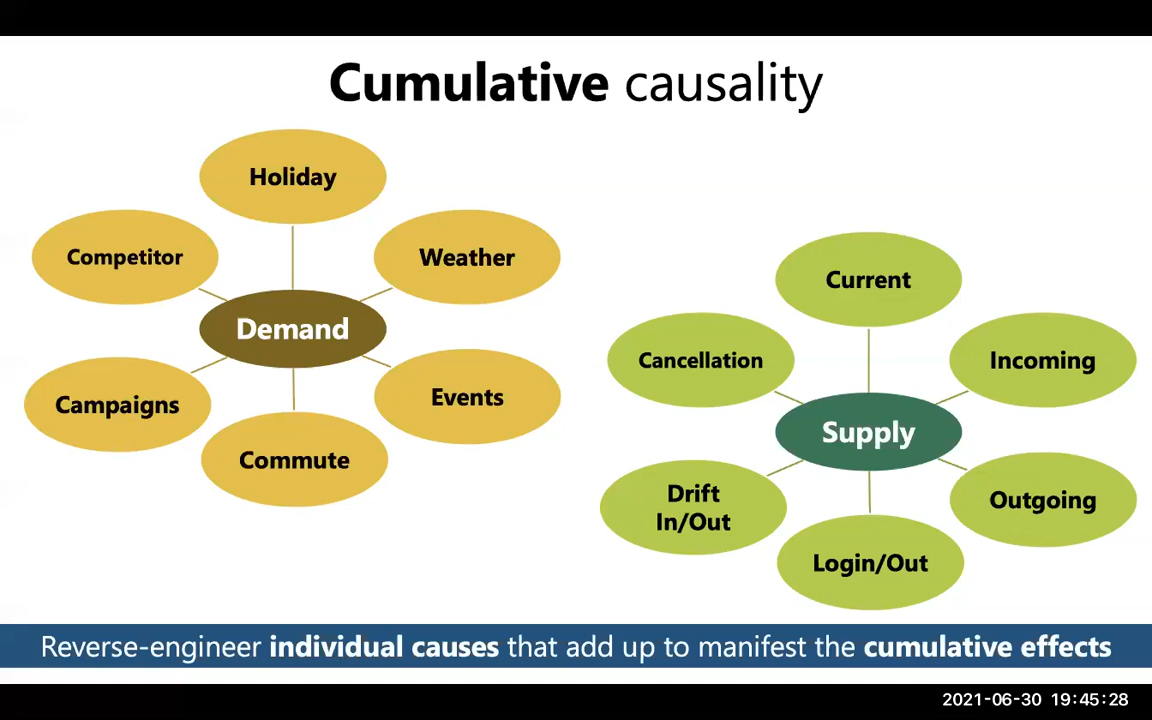 Cumulative causality
Holiday
Competitor
Weather
Demand
Campaigns
Events
Commute
Current
Cancellation
Incoming
Supply
Drift
In/Out
Outgoing
Login/Out
Reverse-engineer individual causes that add up to manifest the cumulative effects
2021-06-30 19:45:28